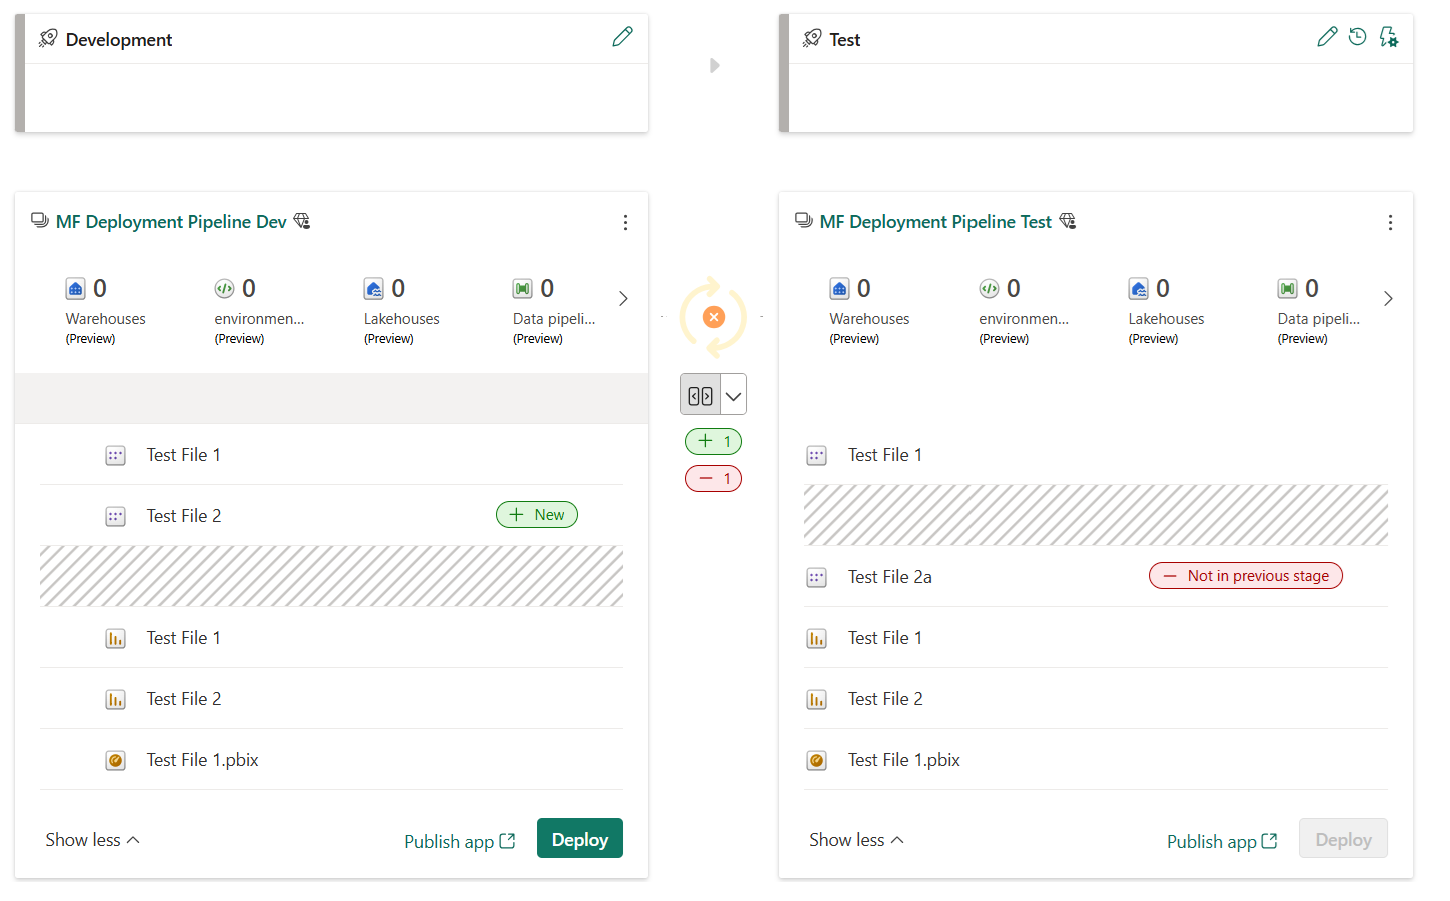 Development
Test
MF Deployment Pipeline Dev
MF Deployment Pipeline Test
0 0 0 0
Warehouses environmen... Lakehouses Data pipeli...
(Preview) (Preview) (Preview) (Preview)
0 0 0 0
Warehouses environmen... Lakehouses Data pipeli...
(Preview) (Preview) (Preview) (Preview)
+ 1
− 1
Test File 1
Test File 2 + New
Test File 1
Test File 2
Test File 1.pbix
Show less Publish app Deploy
Test File 1
Test File 2a − Not in previous stage
Test File 1
Test File 2
Test File 1.pbix
Show less Publish app Deploy